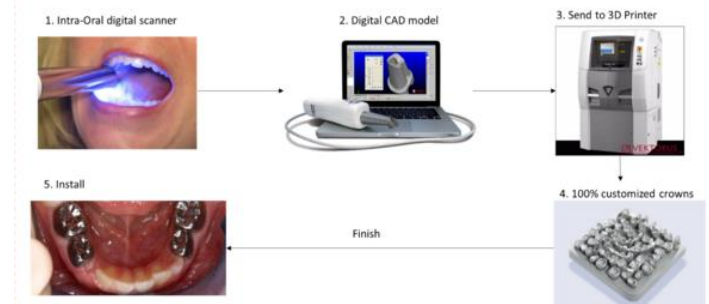 1. Intra-Oral digital scanner
2. Digital CAD model
3. Send to 3D Printer
5. Install
4. 100% customized crowns
Finish